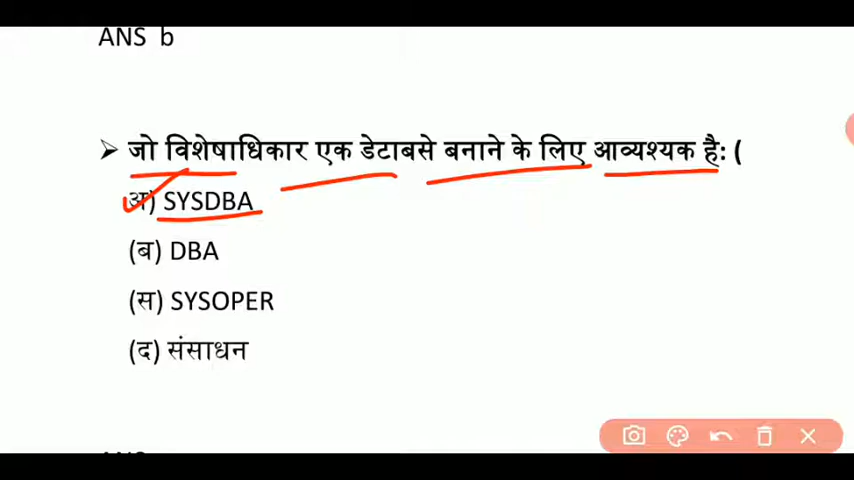 ANS b
➢ जो विशेषाधिकार एक डेटाबसे बनाने के लिए आव्यश्यक है: (
अ) SYSDBA
(ब) DBA
(स) SYSOPER
(द) संसाधन